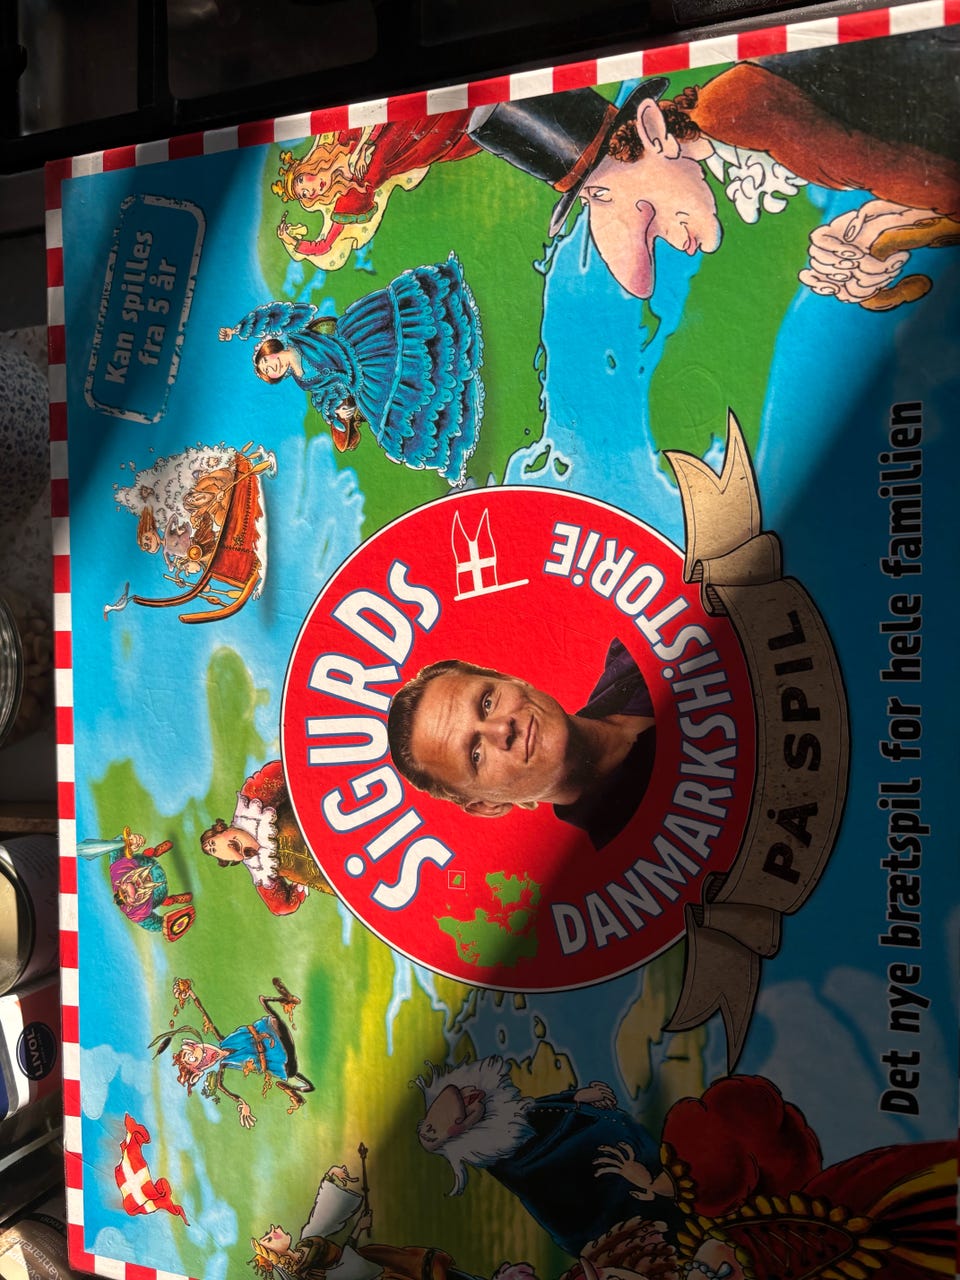 Kan spilles
fra 5 år
SiGURDS
DANMARKSHiSTORiE
PÅ SPIL
Det nye brætspil for hele familien